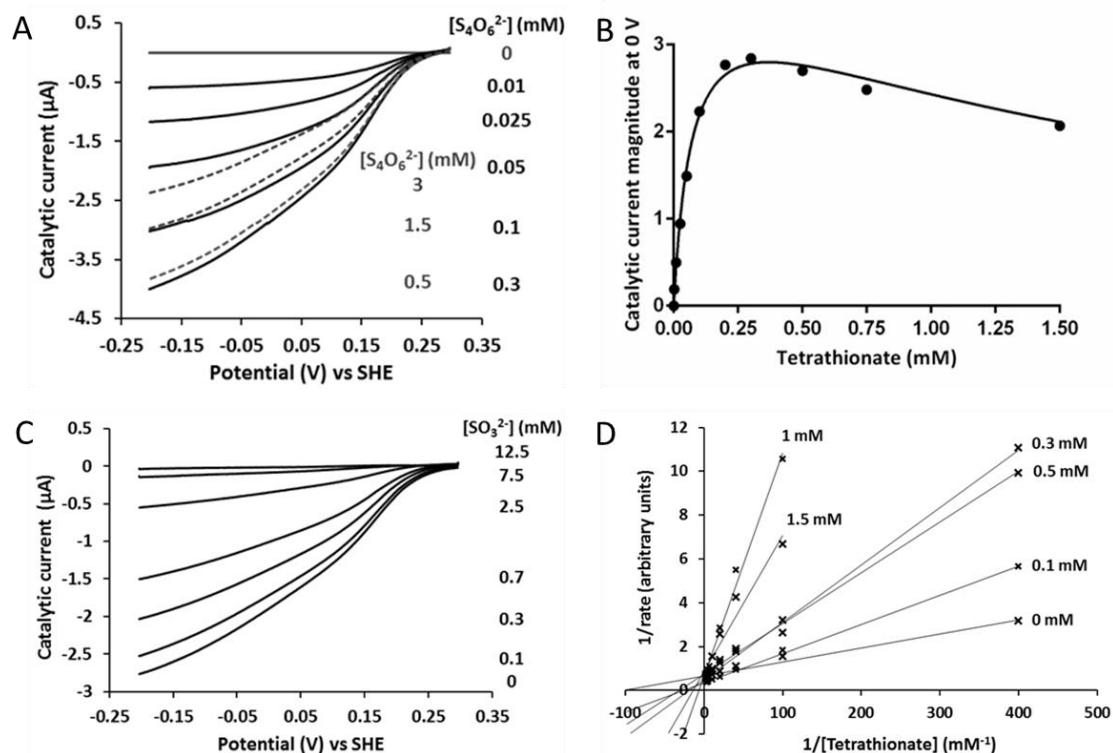 A
[S₄O₆²⁻] (mM)
0.5
0
-0.5
-1.5
-2.5
-3.5
-4.5
Catalytic current (µA)
0
0.01
0.025
0.05
0.1
0.3
[S₄O₆²⁻] (mM)
3
1.5
0.5
-0.25 -0.15 -0.05 0.05 0.15 0.25 0.35
Potential (V) vs SHE
B
Catalytic current magnitude at 0 V
3
2
1
0
0.00 0.25 0.50 0.75 1.00 1.25 1.50
Tetrathionate (mM)
C
[SO₃²⁻] (mM)
0.5
0
-0.5
-1
-1.5
-2
-2.5
-3
Catalytic current (µA)
12.5
7.5
2.5
0.7
0.3
0.1
0
-0.25 -0.15 -0.05 0.05 0.15 0.25 0.35
Potential (V) vs SHE
D
1/rate (arbitrary units)
12
10
8
6
4
2
0
-2
1 mM
1.5 mM
0.3 mM
0.5 mM
0.1 mM
0 mM
-100 0 100 200 300 400 500
1/[Tetrathionate] (mM⁻¹)